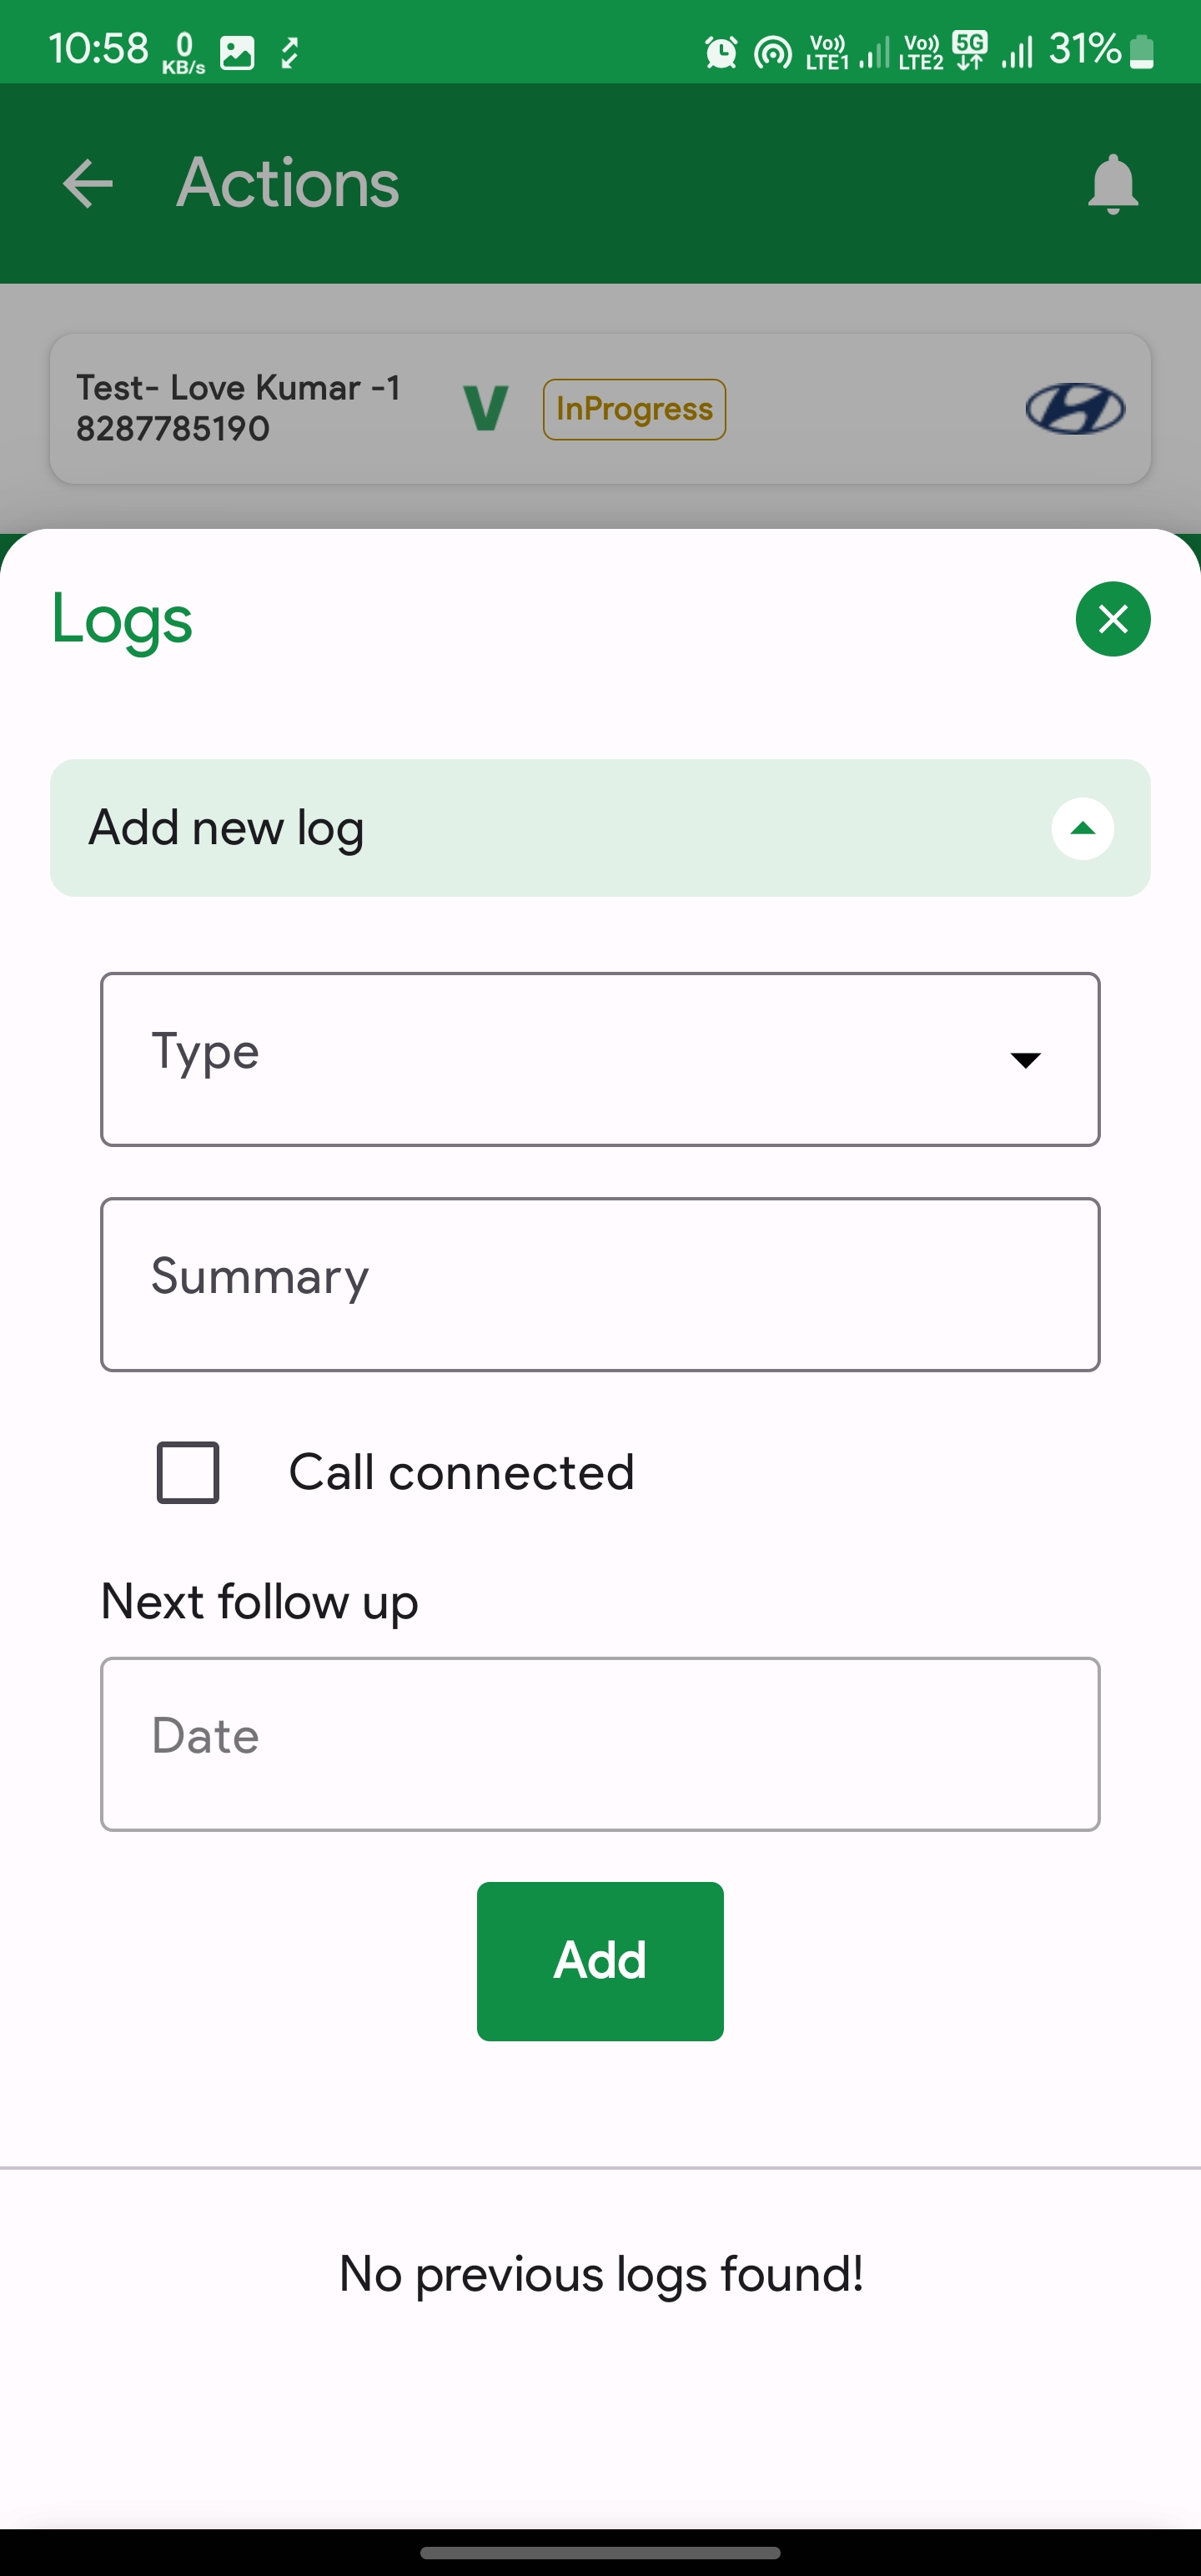 10:58 0 KB/s Vo)) LTE1 Vo)) LTE2 5G 31%
Actions
Test- Love Kumar -1
8287785190
V InProgress
Logs
Add new log
Type
Summary
Call connected
Next follow up
Date
Add
No previous logs found!